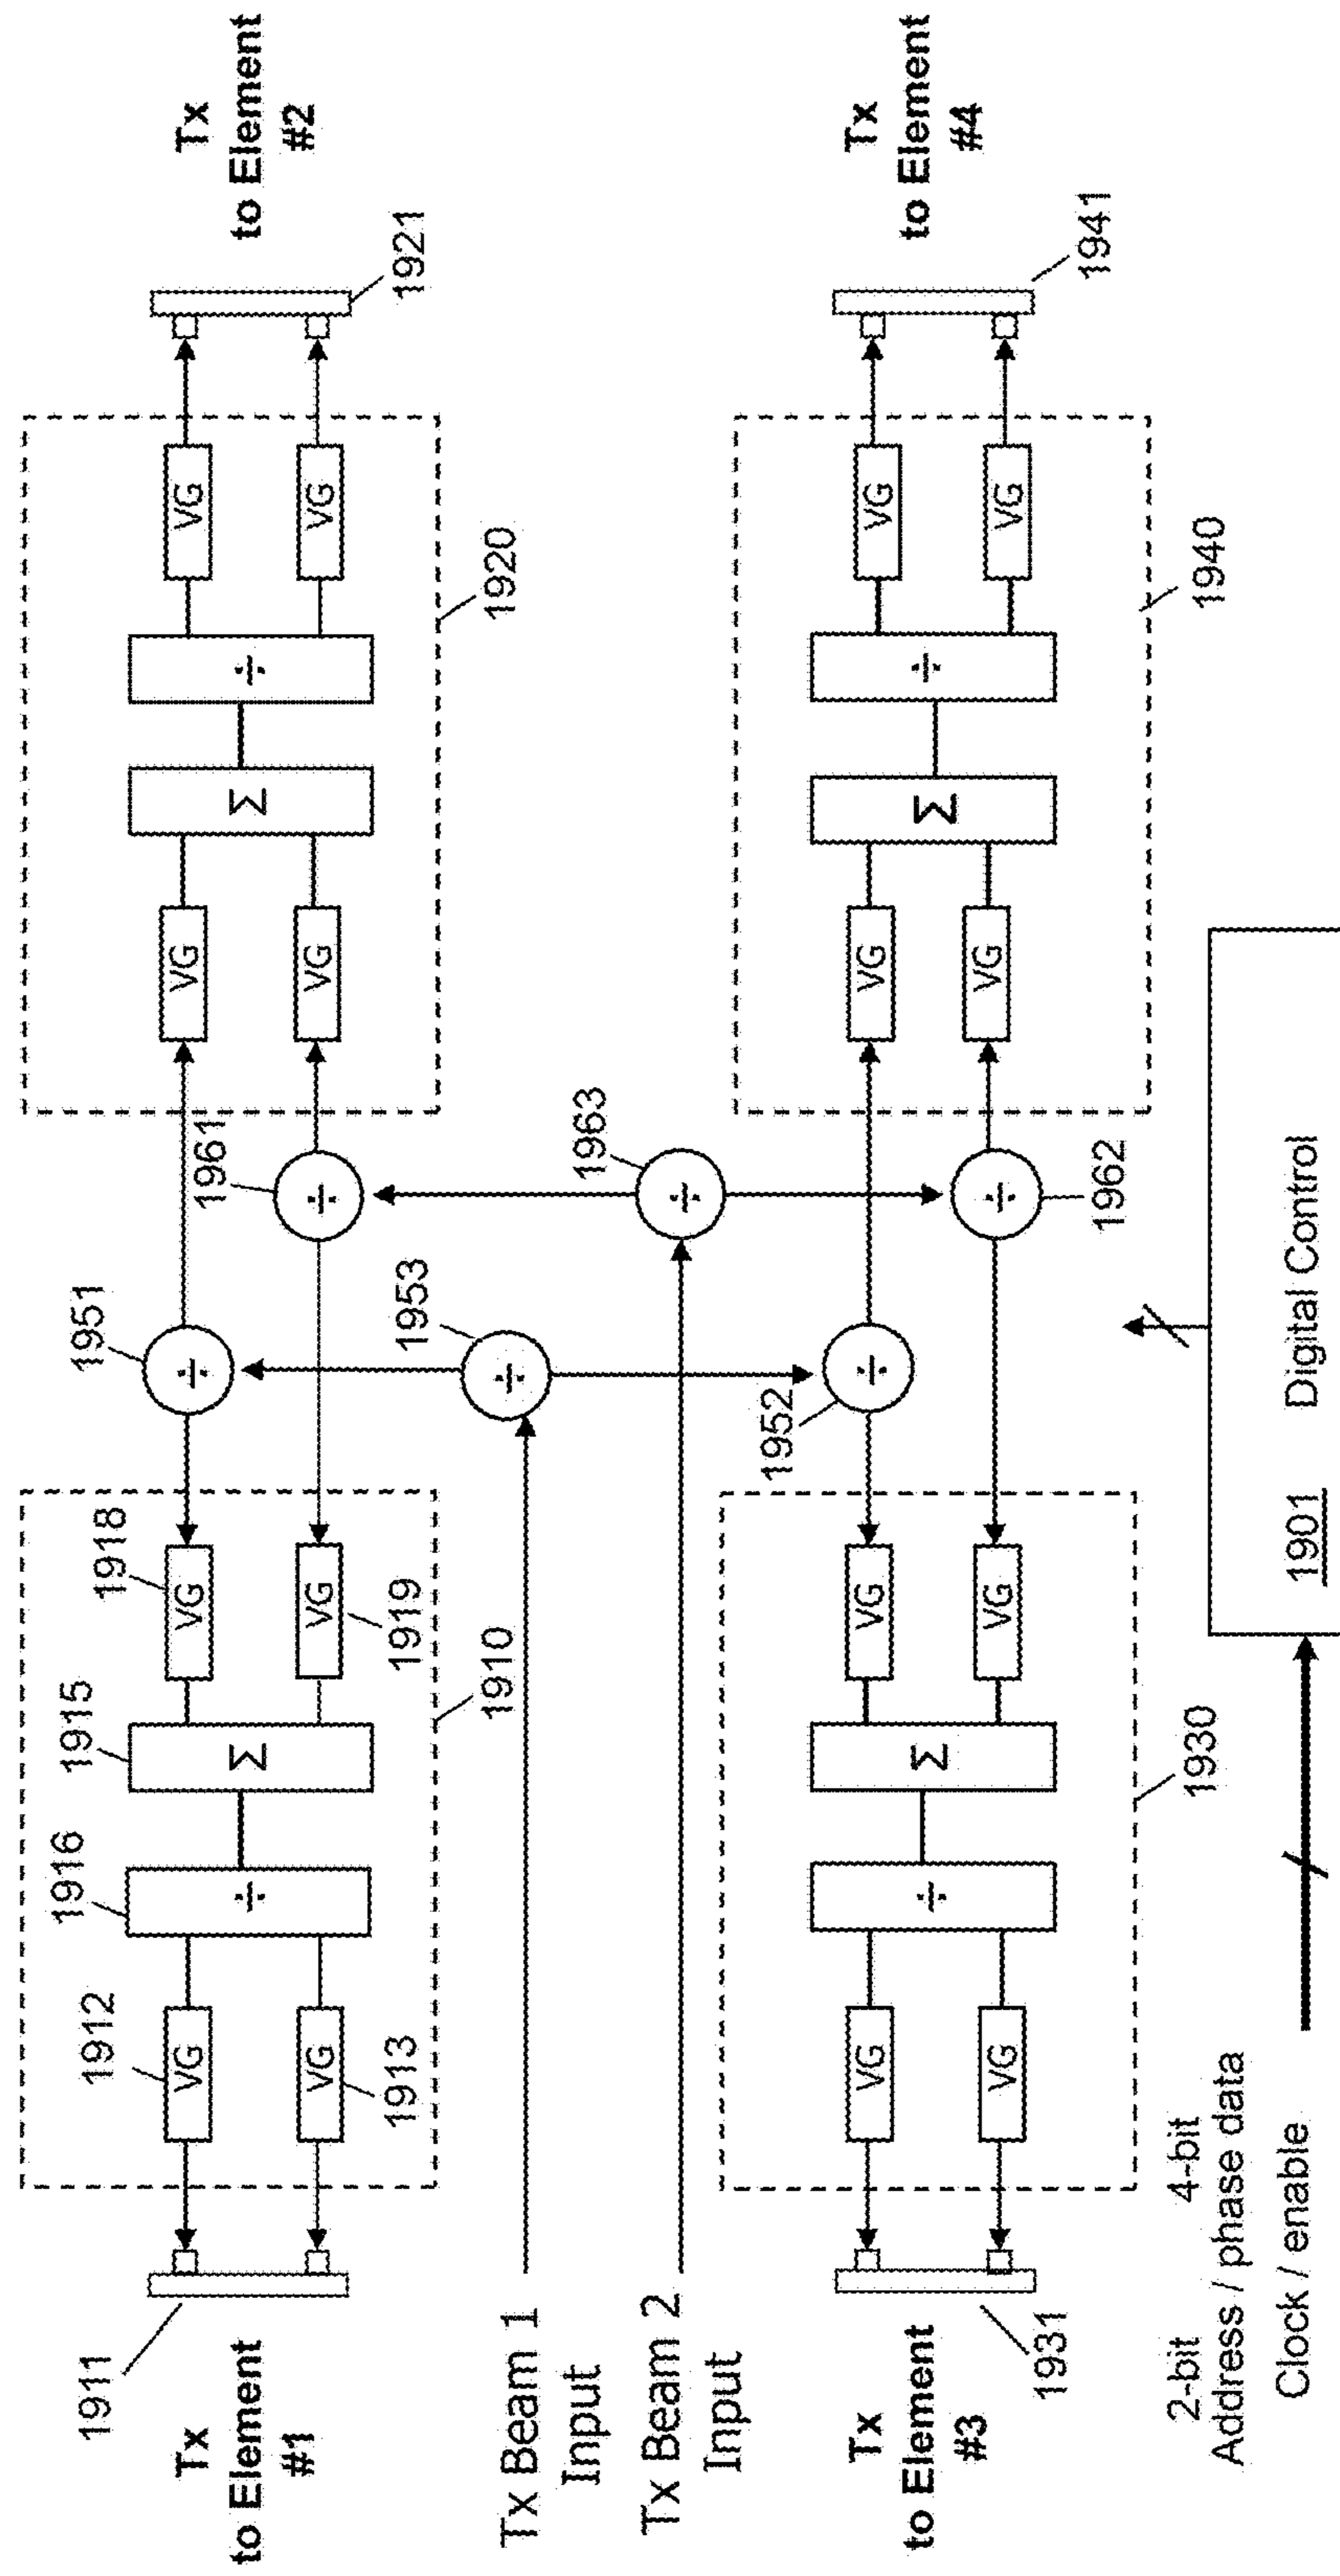 Tx
to Element
#1
1911
1912
VG
VG
1913
1916
÷
1915
Σ
1918
VG
VG
1919
1910
1951
÷
1961
÷
VG
VG
Σ
÷
VG
VG
1920
1921
Tx
to Element
#2
Tx Beam 1
Input
Tx Beam 2
Input
1953
÷
1963
÷
Tx
to Element
#3
1931
VG
VG
÷
Σ
VG
VG
1930
1952
÷
÷
1962
VG
VG
Σ
÷
VG
VG
1940
1941
Tx
to Element
#4
2-bit 4-bit
Address / phase data
Clock / enable
1901 Digital Control